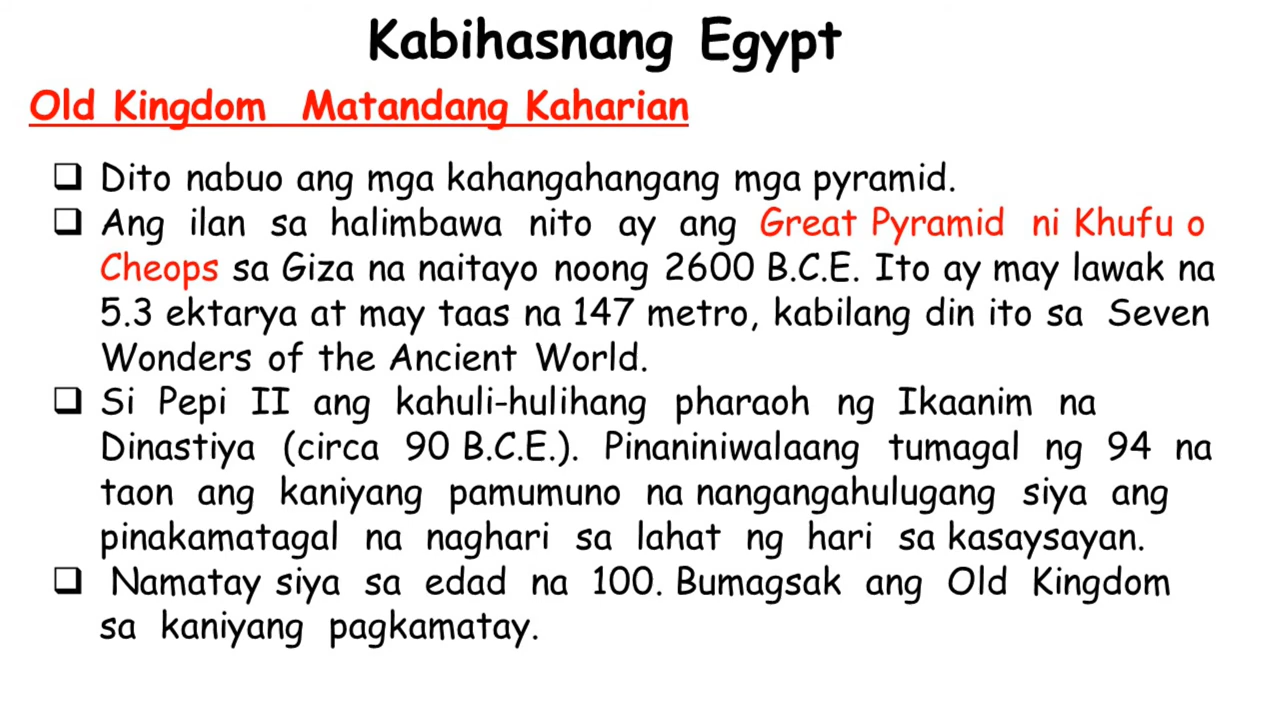 Kabihasnang Egypt
Old Kingdom Matandang Kaharian
❑ Dito nabuo ang mga kahangahangang mga pyramid.
❑ Ang ilan sa halimbawa nito ay ang Great Pyramid ni Khufu o
Cheops sa Giza na naitayo noong 2600 B.C.E. Ito ay may lawak na
5.3 ektarya at may taas na 147 metro, kabilang din ito sa Seven
Wonders of the Ancient World.
❑ Si Pepi II ang kahuli-hulihang pharaoh ng Ikaanim na
Dinastiya (circa 90 B.C.E.). Pinaniniwalaang tumagal ng 94 na
taon ang kaniyang pamumuno na nangangahulugang siya ang
pinakamatagal na naghari sa lahat ng hari sa kasaysayan.
❑ Namatay siya sa edad na 100. Bumagsak ang Old Kingdom
sa kaniyang pagkamatay.